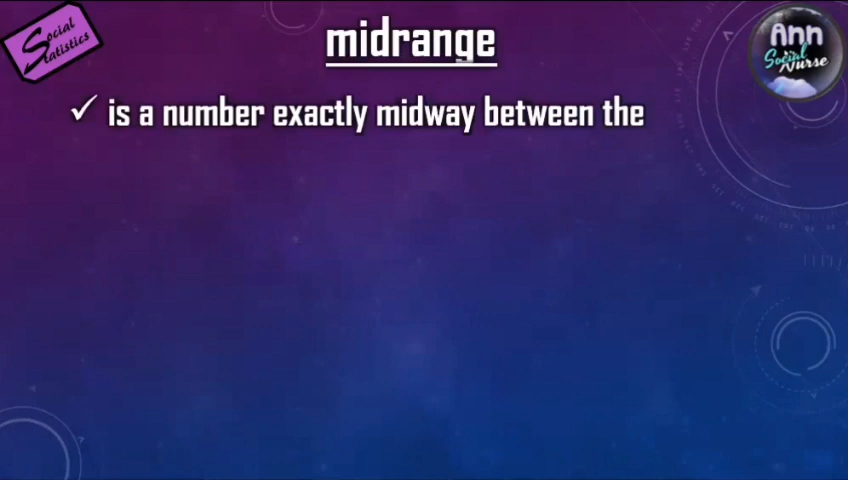 Social
Statistics
midrange
Ann
Social
Nurse
✓ is a number exactly midway between the